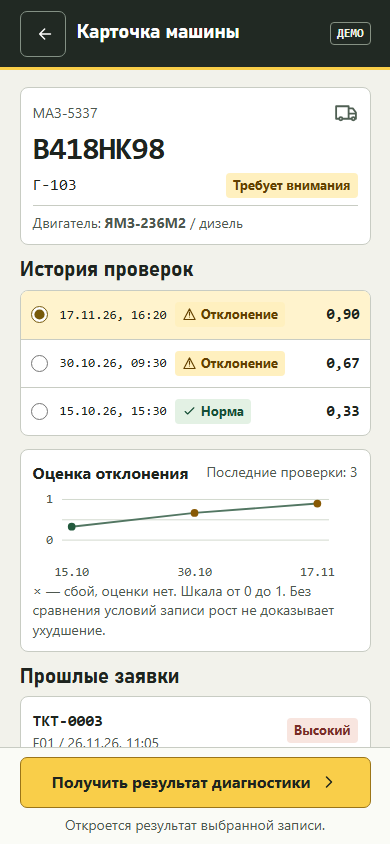 Карточка машины
ДЕМО
МАЗ-5337
В418НК98
Г-103
Требует внимания
Двигатель: ЯМЗ-236М2 / дизель
История проверок
17.11.26, 16:20 Отклонение 0,90
30.10.26, 09:30 Отклонение 0,67
15.10.26, 15:30 Норма 0,33
Оценка отклонения Последние проверки: 3
1
0
15.10 30.10 17.11
× — сбой, оценки нет. Шкала от 0 до 1. Без
сравнения условий записи рост не доказывает
ухудшение.
Прошлые заявки
ТКТ-0003
Высокий
F01 / 26.11.26, 11:05
Получить результат диагностики
Откроется результат выбранной записи.